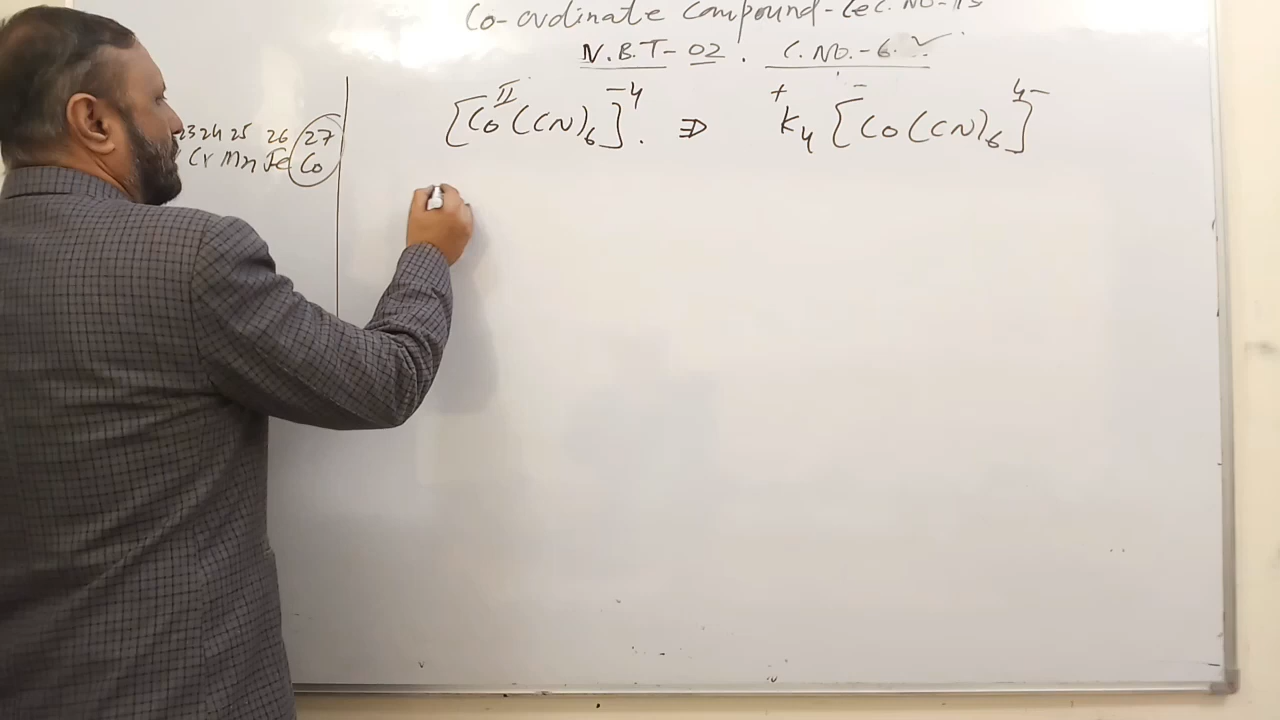 Co-ordinate Compound-Lec. No-15
N.B.T-02. C.NO.-6. ✓
[Co^II(CN)6]^-4. ⇒ K4^+ [Co(CN)6]^4-
23 24 25 26 27
Cr Mn Fe Co